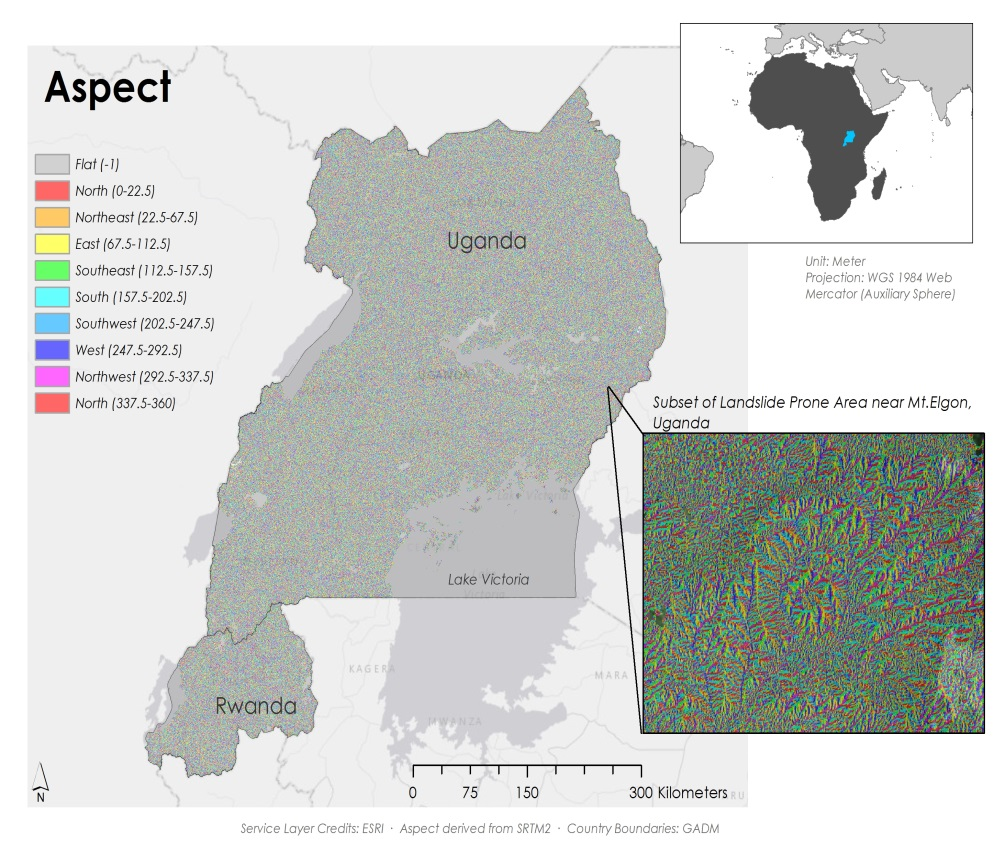 Aspect
Flat (-1)
North (0-22.5)
Northeast (22.5-67.5)
East (67.5-112.5)
Southeast (112.5-157.5)
South (157.5-202.5)
Southwest (202.5-247.5)
West (247.5-292.5)
Northwest (292.5-337.5)
North (337.5-360)
Uganda
UGANDA
Unit: Meter
Projection: WGS 1984 Web
Mercator (Auxiliary Sphere)
Subset of Landslide Prone Area near Mt.Elgon,
Uganda
Lake Victoria
Lake Victoria
Victoria
KAGERA
MARA
Rwanda
MWANZA
N
0 75 150 300 Kilometers
Service Layer Credits: ESRI · Aspect derived from SRTM2 · Country Boundaries: GADM